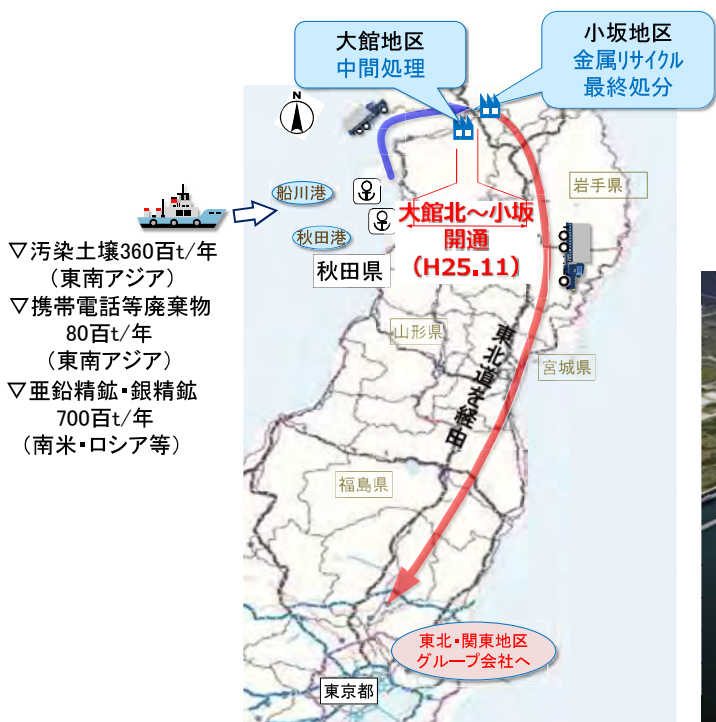 大館地区
中間処理
小坂地区
金属リサイクル
最終処分
N
船川港
秋田港
岩手県
大館北～小坂
開通
（H25.11）
秋田県
▽汚染土壌360百t/年
（東南アジア）
▽携帯電話等廃棄物
80百t/年
（東南アジア）
▽亜鉛精鉱・銀精鉱
700百t/年
（南米・ロシア等）
山形県
東北道を経由
宮城県
福島県
東北・関東地区
グループ会社へ
東京都